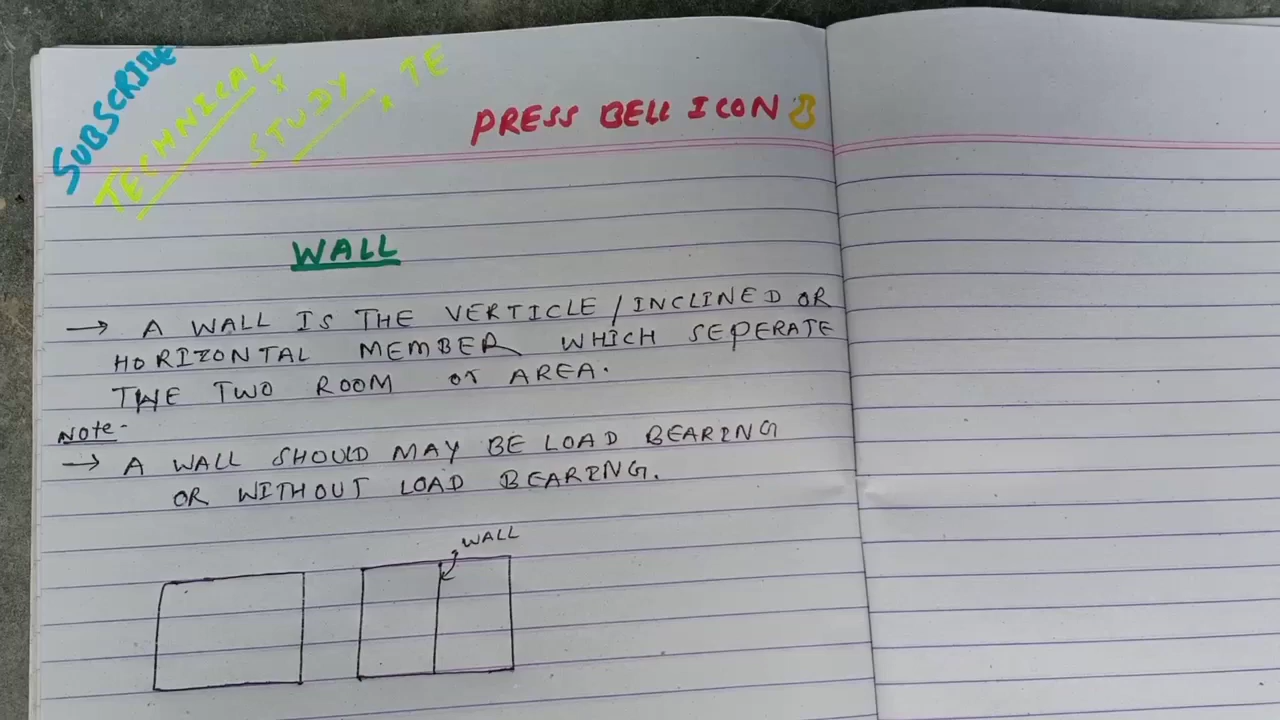 SUBSCRIBE
TECHNICAL x
STUDY x TE
PRESS BELL ICON
WALL
→ A WALL IS THE VERTICLE / INCLINED OR
HORIZONTAL MEMBER WHICH SEPERATE
THE TWO ROOM or AREA.
Note-
→ A WALL SHOULD MAY BE LOAD BEARING
OR WITHOUT LOAD BEARING.
WALL